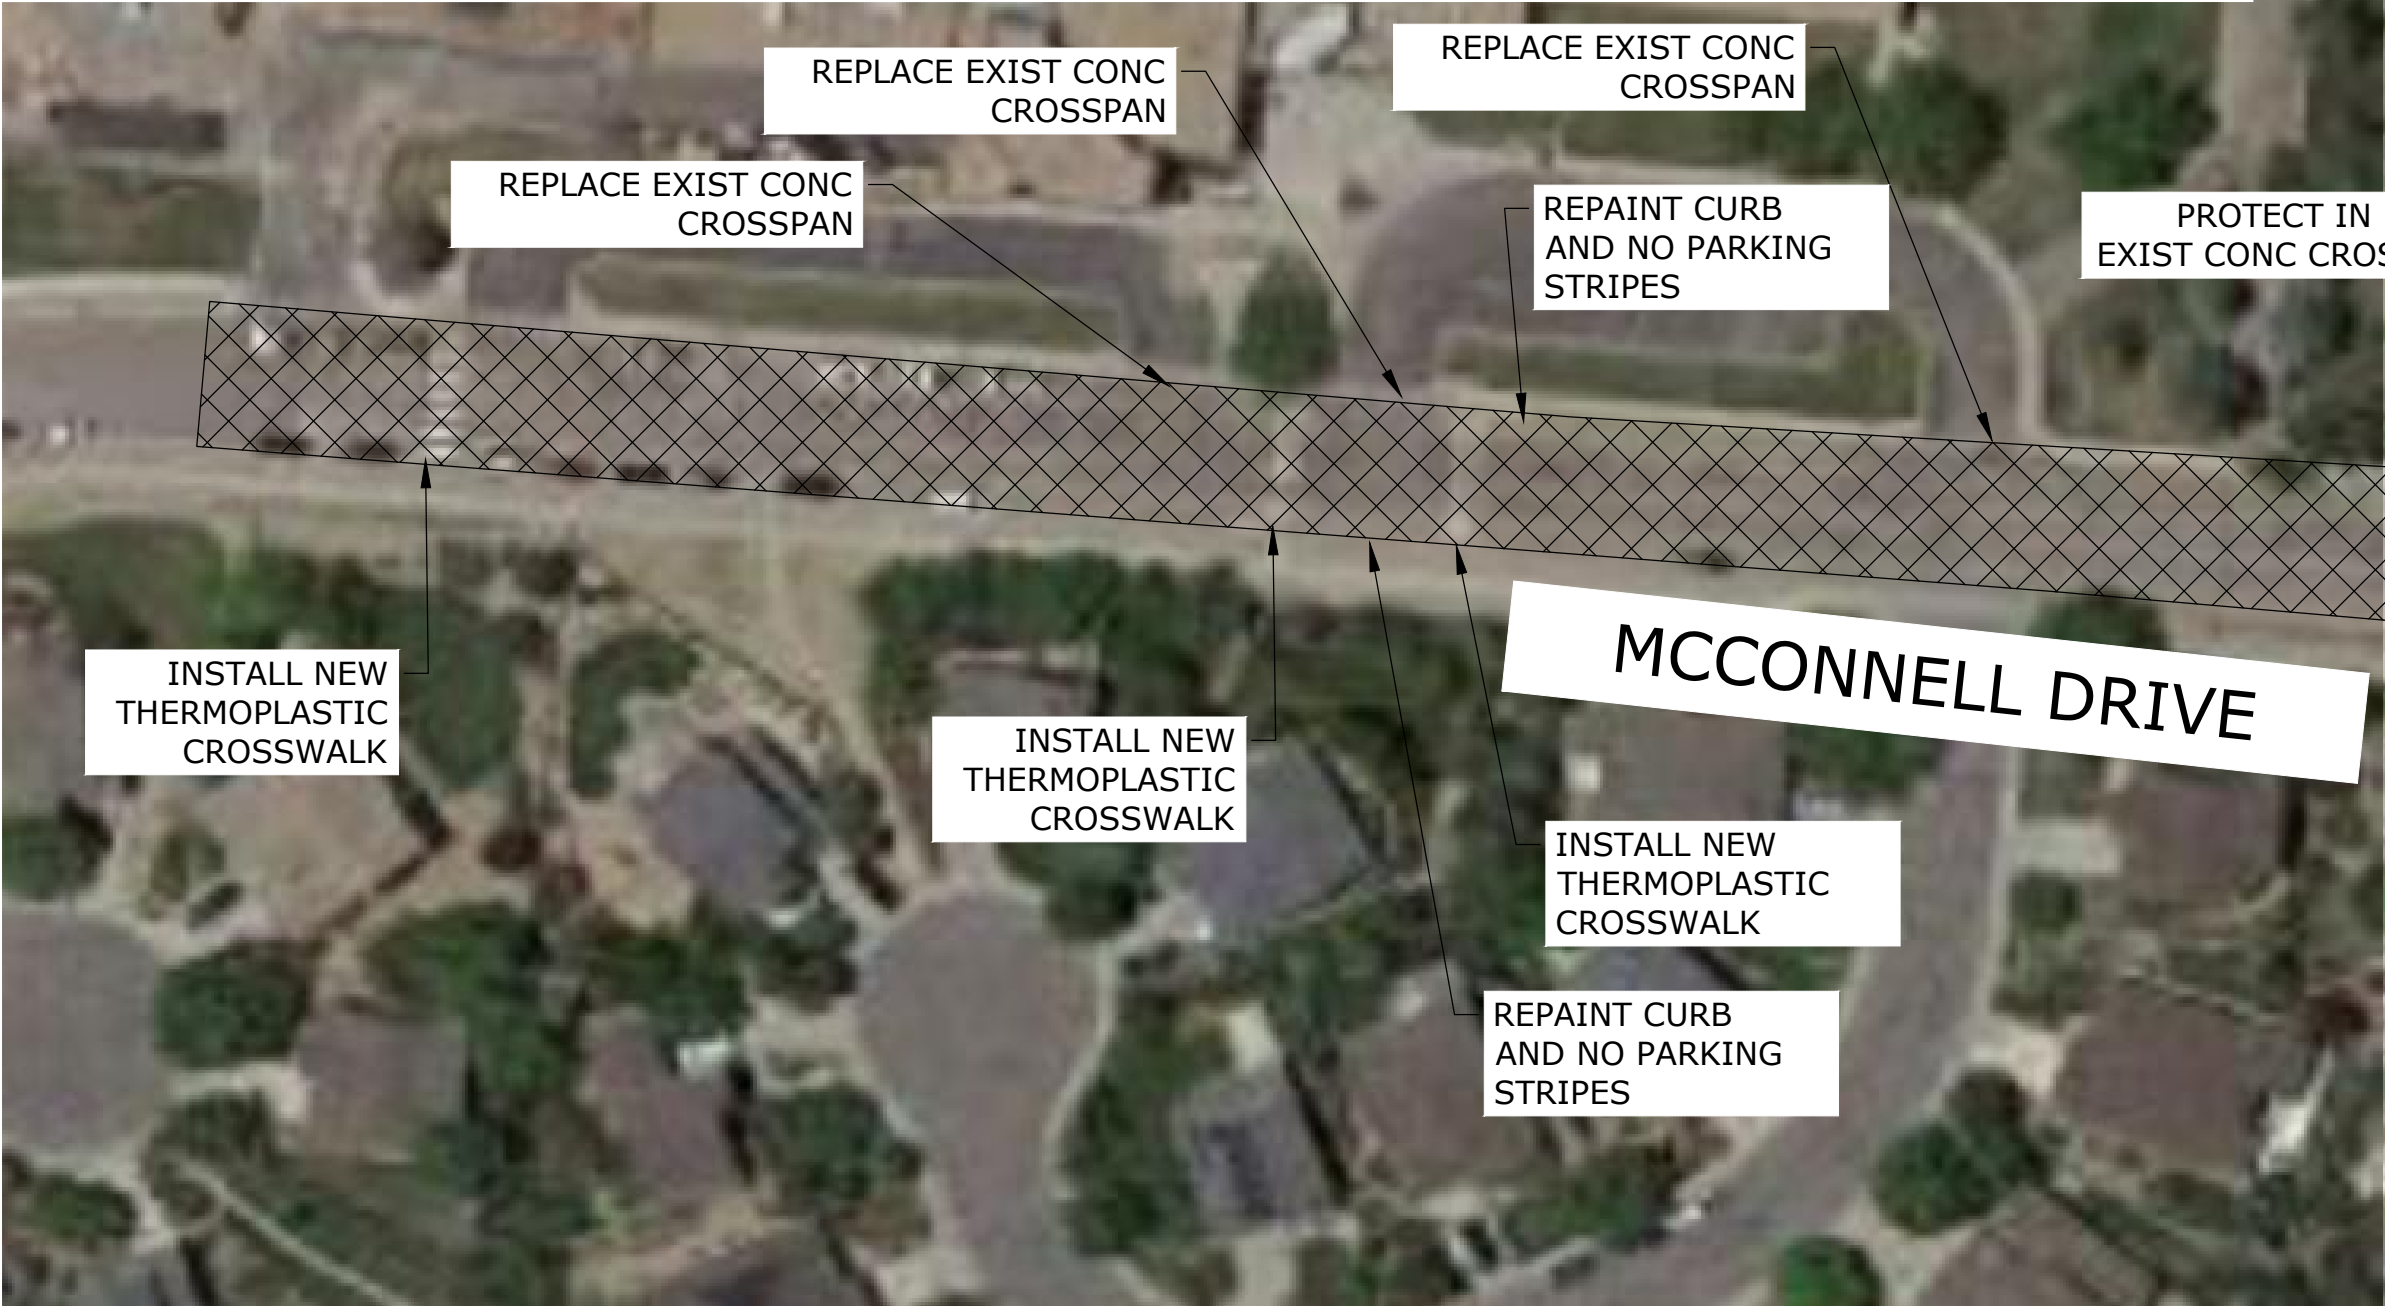 REPLACE EXIST CONC
CROSSPAN
REPLACE EXIST CONC
CROSSPAN
REPLACE EXIST CONC
CROSSPAN
REPAINT CURB
AND NO PARKING
STRIPES
PROTECT IN
EXIST CONC
INSTALL NEW
THERMOPLASTIC
CROSSWALK
INSTALL NEW
THERMOPLASTIC
CROSSWALK
MCCONNELL DRIVE
INSTALL NEW
THERMOPLASTIC
CROSSWALK
REPAINT CURB
AND NO PARKING
STRIPES